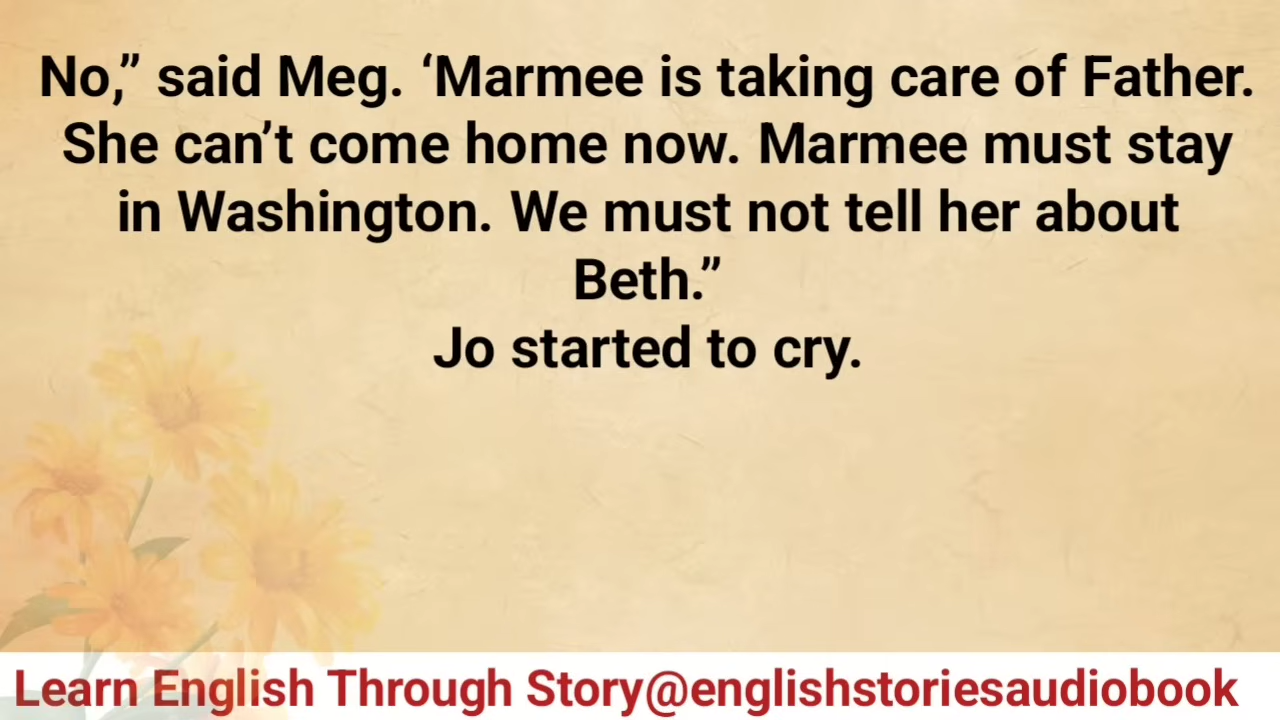 No,” said Meg. ‘Marmee is taking care of Father.
She can’t come home now. Marmee must stay
in Washington. We must not tell her about
Beth.”
Jo started to cry.
Learn English Through Story@englishstoriesaudiobook